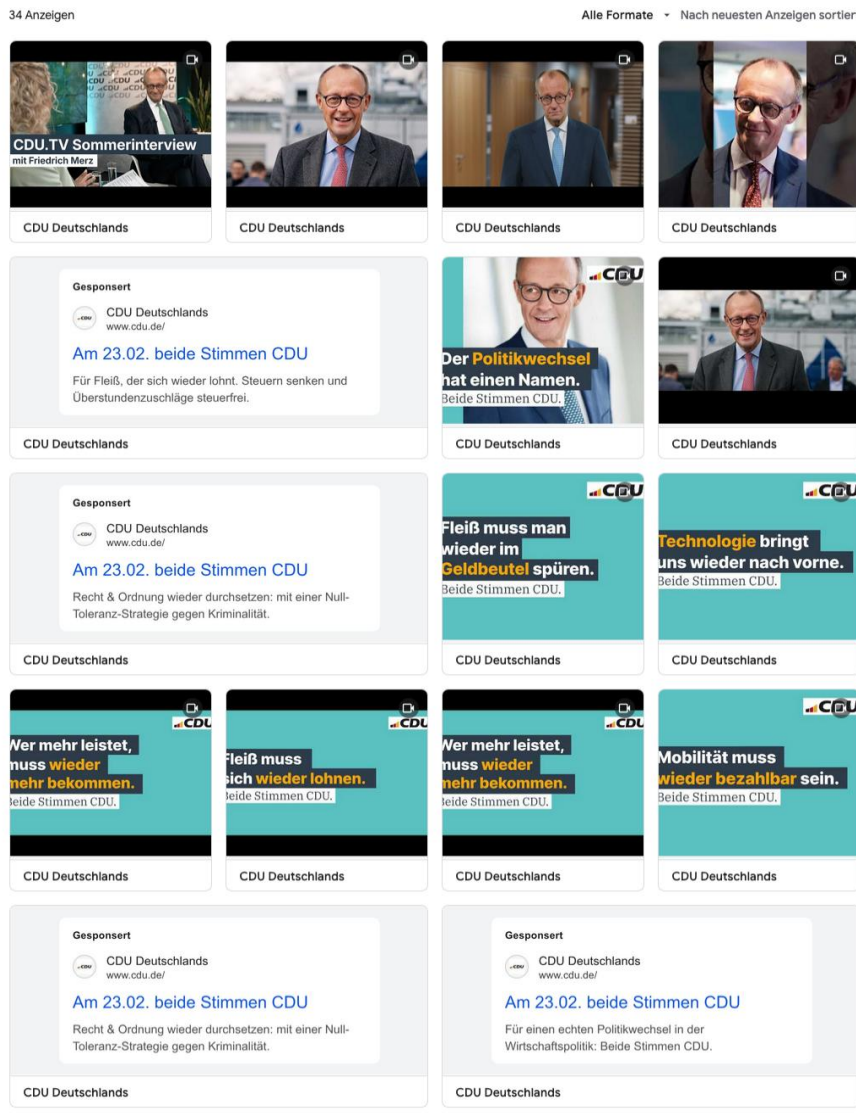 34 Anzeigen
Alle Formate
Nach neuesten Anzeigen sortier
CDU.TV Sommerinterview
mit Friedrich Merz
CDU Deutschlands
CDU Deutschlands
CDU Deutschlands
CDU Deutschlands
Gesponsert
CDU Deutschlands
www.cdu.de/
Am 23.02. beide Stimmen CDU
Für Fleiß, der sich wieder lohnt. Steuern senken und
Überstundenzuschläge steuerfrei.
CDU Deutschlands
CDU
Der Politikwechsel
hat einen Namen.
Beide Stimmen CDU.
CDU Deutschlands
CDU Deutschlands
Gesponsert
CDU Deutschlands
www.cdu.de/
Am 23.02. beide Stimmen CDU
Recht & Ordnung wieder durchsetzen: mit einer Null-
Toleranz-Strategie gegen Kriminalität.
CDU Deutschlands
CDU
Fleiß muss man
wieder im
Geldbeutel spüren.
Beide Stimmen CDU.
CDU Deutschlands
CDU
Technologie bringt
uns wieder nach vorne.
Beide Stimmen CDU.
CDU Deutschlands
CDU
Wer mehr leistet,
muss wieder
mehr bekommen.
Beide Stimmen CDU.
CDU Deutschlands
CDU
Fleiß muss
sich wieder lohnen.
Beide Stimmen CDU.
CDU Deutschlands
CDU
Wer mehr leistet,
muss wieder
mehr bekommen.
Beide Stimmen CDU.
CDU Deutschlands
CDU
Mobilität muss
wieder bezahlbar sein.
Beide Stimmen CDU.
CDU Deutschlands
Gesponsert
CDU Deutschlands
www.cdu.de/
Am 23.02. beide Stimmen CDU
Recht & Ordnung wieder durchsetzen: mit einer Null-
Toleranz-Strategie gegen Kriminalität.
CDU Deutschlands
Gesponsert
CDU Deutschlands
www.cdu.de/
Am 23.02. beide Stimmen CDU
Für einen echten Politikwechsel in der
Wirtschaftspolitik: Beide Stimmen CDU.
CDU Deutschlands